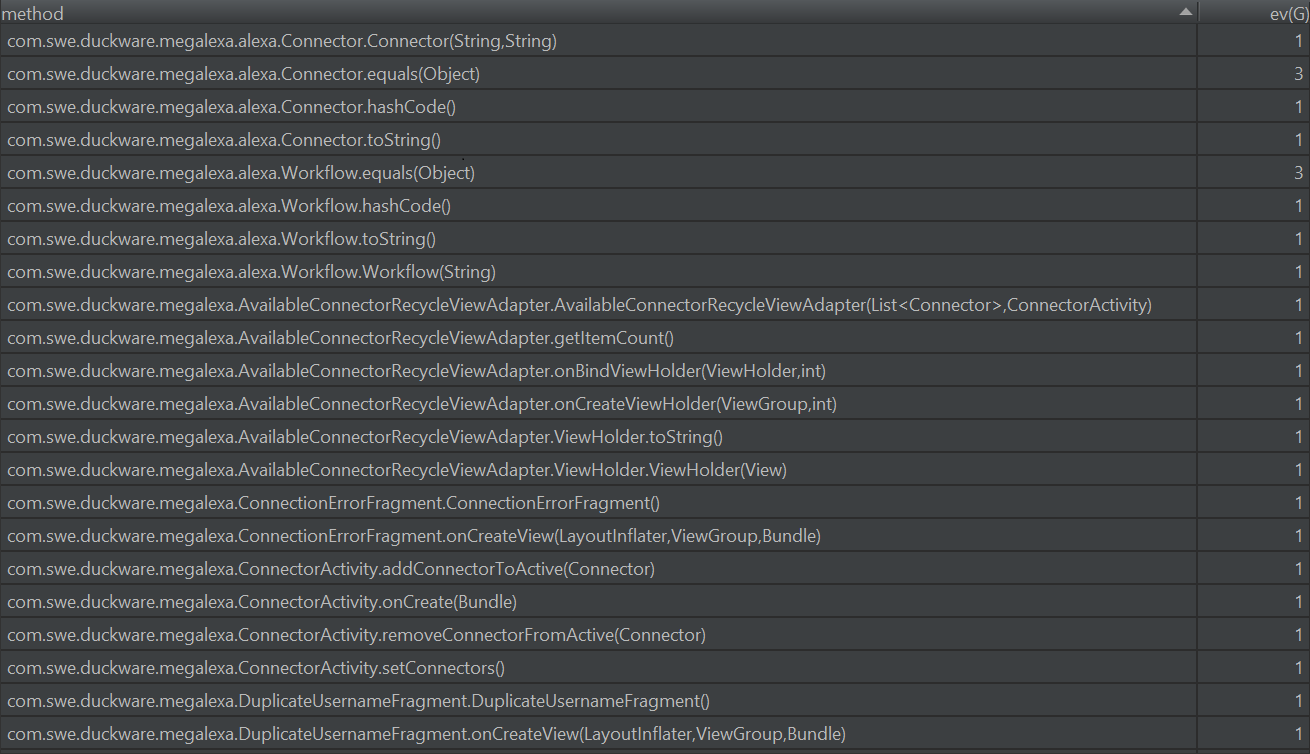 method ev(G)
com.swe.duckware.megalexa.alexa.Connector.Connector(String,String) 1
com.swe.duckware.megalexa.alexa.Connector.equals(Object) 3
com.swe.duckware.megalexa.alexa.Connector.hashCode() 1
com.swe.duckware.megalexa.alexa.Connector.toString() 1
com.swe.duckware.megalexa.alexa.Workflow.equals(Object) 3
com.swe.duckware.megalexa.alexa.Workflow.hashCode() 1
com.swe.duckware.megalexa.alexa.Workflow.toString() 1
com.swe.duckware.megalexa.alexa.Workflow.Workflow(String) 1
com.swe.duckware.megalexa.AvailableConnectorRecycleViewAdapter.AvailableConnectorRecycleViewAdapter(List<Connector>,ConnectorActivity) 1
com.swe.duckware.megalexa.AvailableConnectorRecycleViewAdapter.getItemCount() 1
com.swe.duckware.megalexa.AvailableConnectorRecycleViewAdapter.onBindViewHolder(ViewHolder,int) 1
com.swe.duckware.megalexa.AvailableConnectorRecycleViewAdapter.onCreateViewHolder(ViewGroup,int) 1
com.swe.duckware.megalexa.AvailableConnectorRecycleViewAdapter.ViewHolder.toString() 1
com.swe.duckware.megalexa.AvailableConnectorRecycleViewAdapter.ViewHolder.ViewHolder(View) 1
com.swe.duckware.megalexa.ConnectionErrorFragment.ConnectionErrorFragment() 1
com.swe.duckware.megalexa.ConnectionErrorFragment.onCreateView(LayoutInflater,ViewGroup,Bundle) 1
com.swe.duckware.megalexa.ConnectorActivity.addConnectorToActive(Connector) 1
com.swe.duckware.megalexa.ConnectorActivity.onCreate(Bundle) 1
com.swe.duckware.megalexa.ConnectorActivity.removeConnectorFromActive(Connector) 1
com.swe.duckware.megalexa.ConnectorActivity.setConnectors() 1
com.swe.duckware.megalexa.DuplicateUsernameFragment.DuplicateUsernameFragment() 1
com.swe.duckware.megalexa.DuplicateUsernameFragment.onCreateView(LayoutInflater,ViewGroup,Bundle) 1